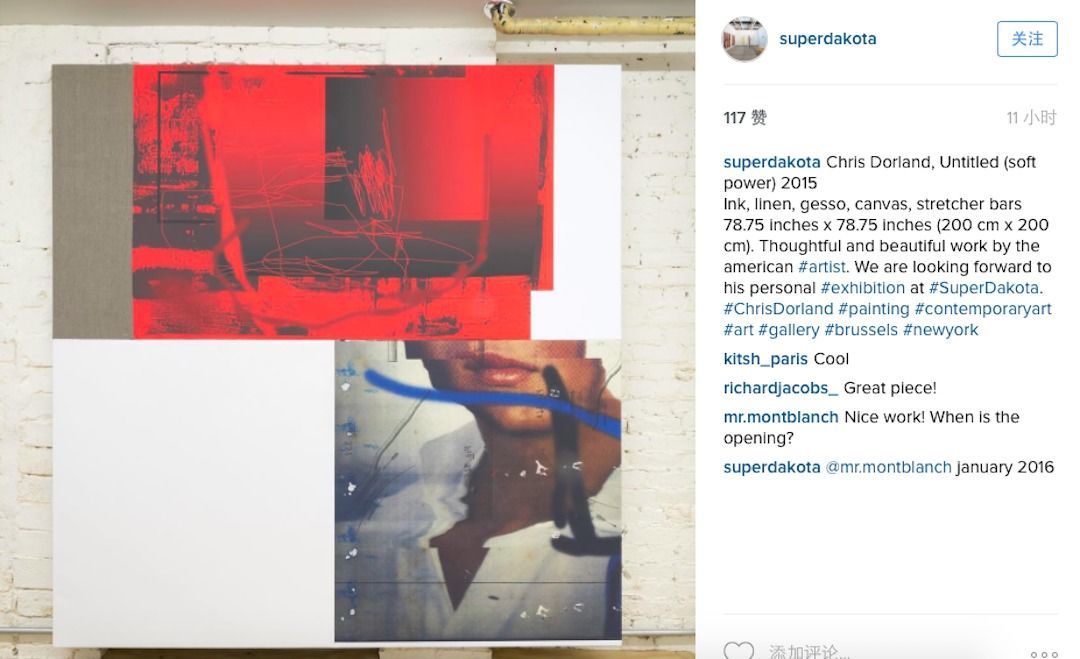 superdakota
关注
117 赞
11 小时
superdakota Chris Dorland, Untitled (soft
power) 2015
Ink, linen, gesso, canvas, stretcher bars
78.75 inches x 78.75 inches (200 cm x 200
cm). Thoughtful and beautiful work by the
american #artist. We are looking forward to
his personal #exhibition at #SuperDakota.
#ChrisDorland #painting #contemporaryart
#art #gallery #brussels #newyork
kitsh_paris Cool
richardjacobs_ Great piece!
mr.montblanch Nice work! When is the
opening?
superdakota @mr.montblanch january 2016
添加评论...